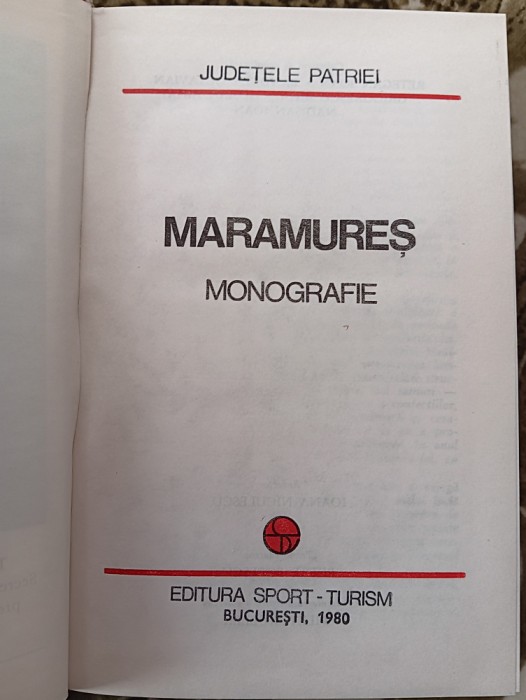 JUDEȚELE PATRIEI
MARAMUREȘ
MONOGRAFIE
EDITURA SPORT - TURISM
BUCUREȘTI, 1980